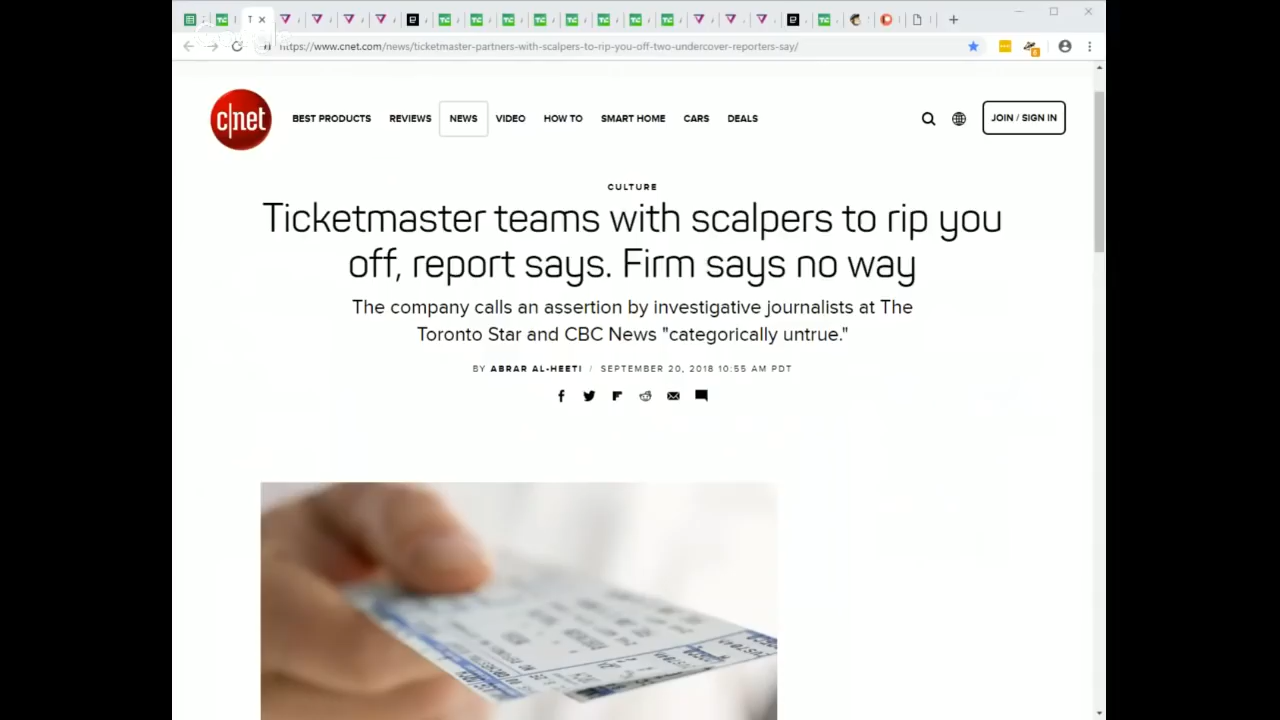 https://www.cnet.com/news/ticketmaster-partners-with-scalpers-to-rip-you-off-two-undercover-reporters-say/
c|net
BEST PRODUCTS REVIEWS NEWS VIDEO HOW TO SMART HOME CARS DEALS
JOIN / SIGN IN
CULTURE
Ticketmaster teams with scalpers to rip you
off, report says. Firm says no way
The company calls an assertion by investigative journalists at The
Toronto Star and CBC News "categorically untrue."
BY ABRAR AL-HEETI / SEPTEMBER 20, 2018 10:55 AM PDT